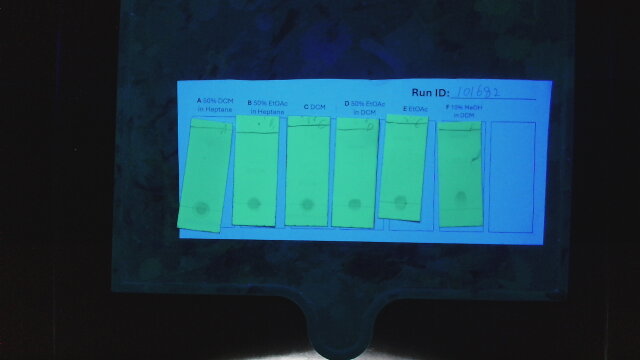 Run ID: 101692
A 50% DCM
in Heptane
B 50% EtOAc
in Heptane
C DCM
D 50% EtOAc
in DCM
E EtOAc
F 10% MeOH
in DCM